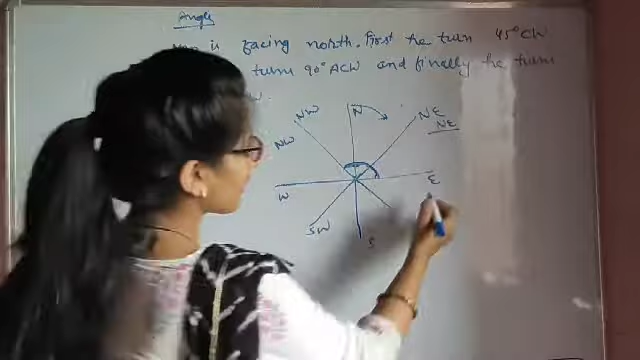 Angle
is facing north. First he turn 45° CW
turn 90° ACW and finally he turn
W.
NW N NE
NW NE
W E
SW S